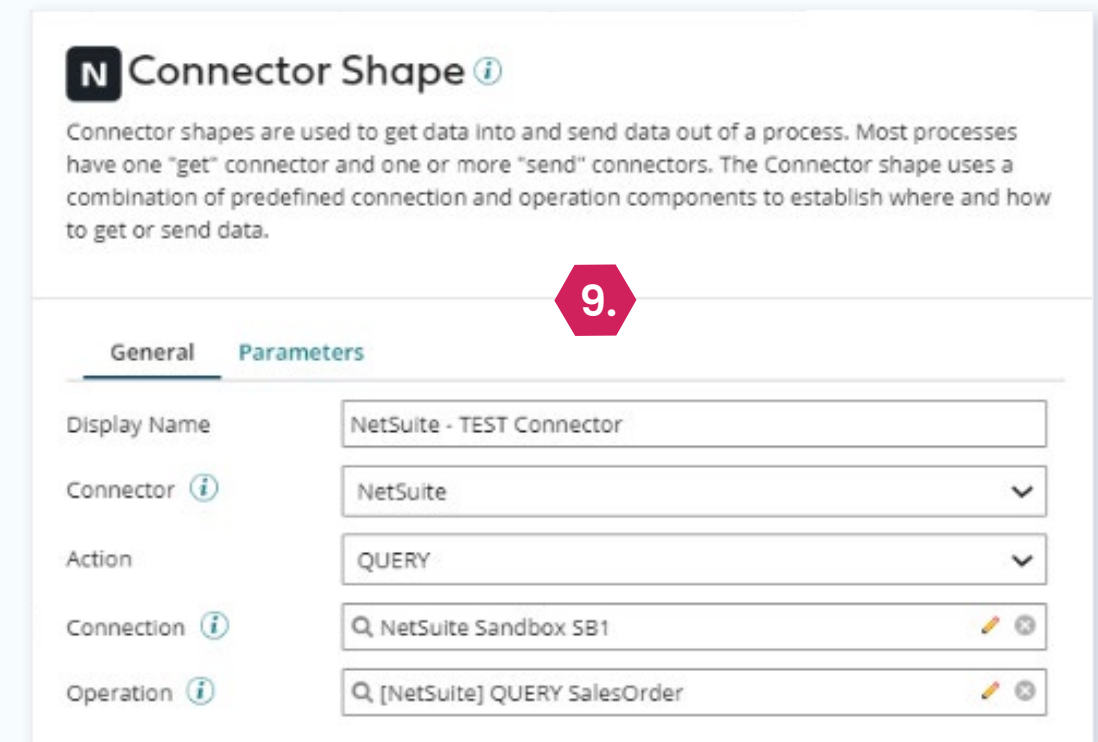 N Connector Shape i
Connector shapes are used to get data into and send data out of a process. Most processes
have one "get" connector and one or more "send" connectors. The Connector shape uses a
combination of predefined connection and operation components to establish where and how
to get or send data.
9.
General Parameters
Display Name NetSuite - TEST Connector
Connector i NetSuite
Action QUERY
Connection i NetSuite Sandbox SB1
Operation i [NetSuite] QUERY SalesOrder